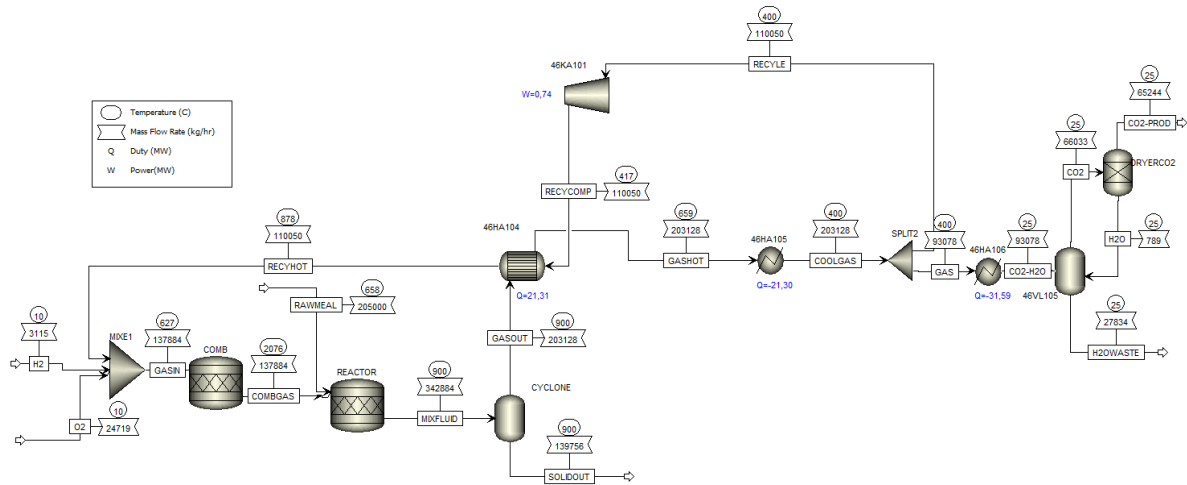 400
110050
RECYLE
46KA101
W=0,74
25
65244
CO2-PROD
25
66033
CO2
DRYERCO2
Temperature (C)
Mass Flow Rate (kg/hr)
Q Duty (MW)
W Power(MW)
RECYCOMP
417
110050
878
110050
RECYHOT
46HA104
Q=21,31
659
203128
GASHOT
46HA105
Q=-21,30
400
203128
COOLGAS
SPLIT2
400
93078
GAS
46HA106
Q=-31,59
25
93078
CO2-H2O
46VL105
H2O
25
789
RAWMEAL
658
205000
10
3115
H2
MIXE1
627
137884
GASIN
COMB
2076
137884
COMBGAS
REACTOR
900
342884
MIXFLUID
GASOUT
900
203128
CYCLONE
25
27834
H2OWASTE
O2
10
24719
900
139756
SOLIDOUT